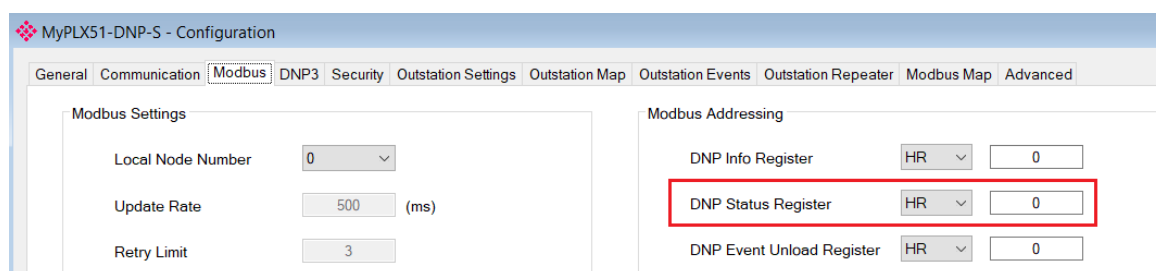 MyPLX51-DNP-S - Configuration
General Communication Modbus DNP3 Security Outstation Settings Outstation Map Outstation Events Outstation Repeater Modbus Map Advanced
Modbus Settings
Local Node Number 0
Update Rate 500 (ms)
Retry Limit 3
Modbus Addressing
DNP Info Register HR 0
DNP Status Register HR 0
DNP Event Unload Register HR 0